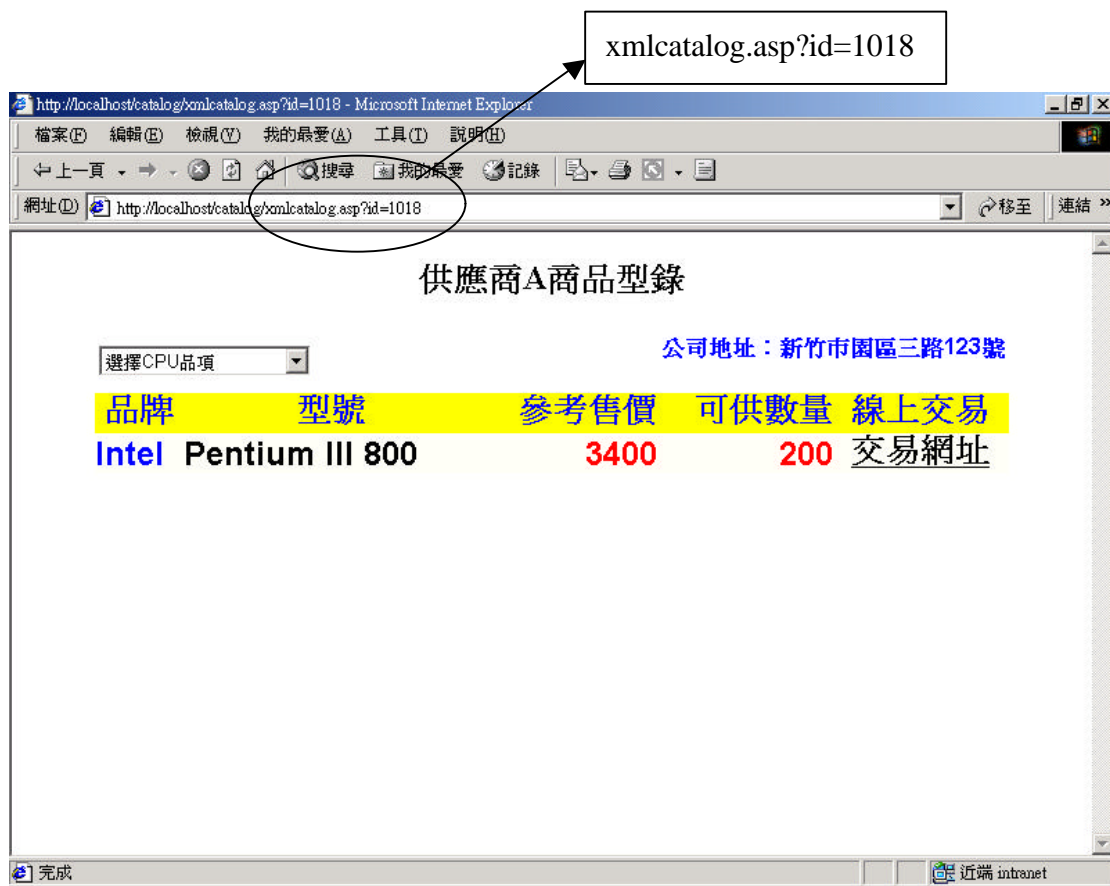 xmlcatalog.asp?id=1018
http://localhost/catalog/xmlcatalog.asp?id=1018 - Microsoft Internet Explorer
檔案(F) 編輯(E) 檢視(V) 我的最愛(A) 工具(T) 說明(H)
上一頁 搜尋 我的最愛 記錄
網址(D) http://localhost/catalog/xmlcatalog.asp?id=1018 移至 連結 »
供應商A商品型錄
選擇CPU品項 公司地址：新竹市園區三路123號
品牌 型號 參考售價 可供數量 線上交易
Intel Pentium III 800 3400 200 交易網址
完成 近端 intranet